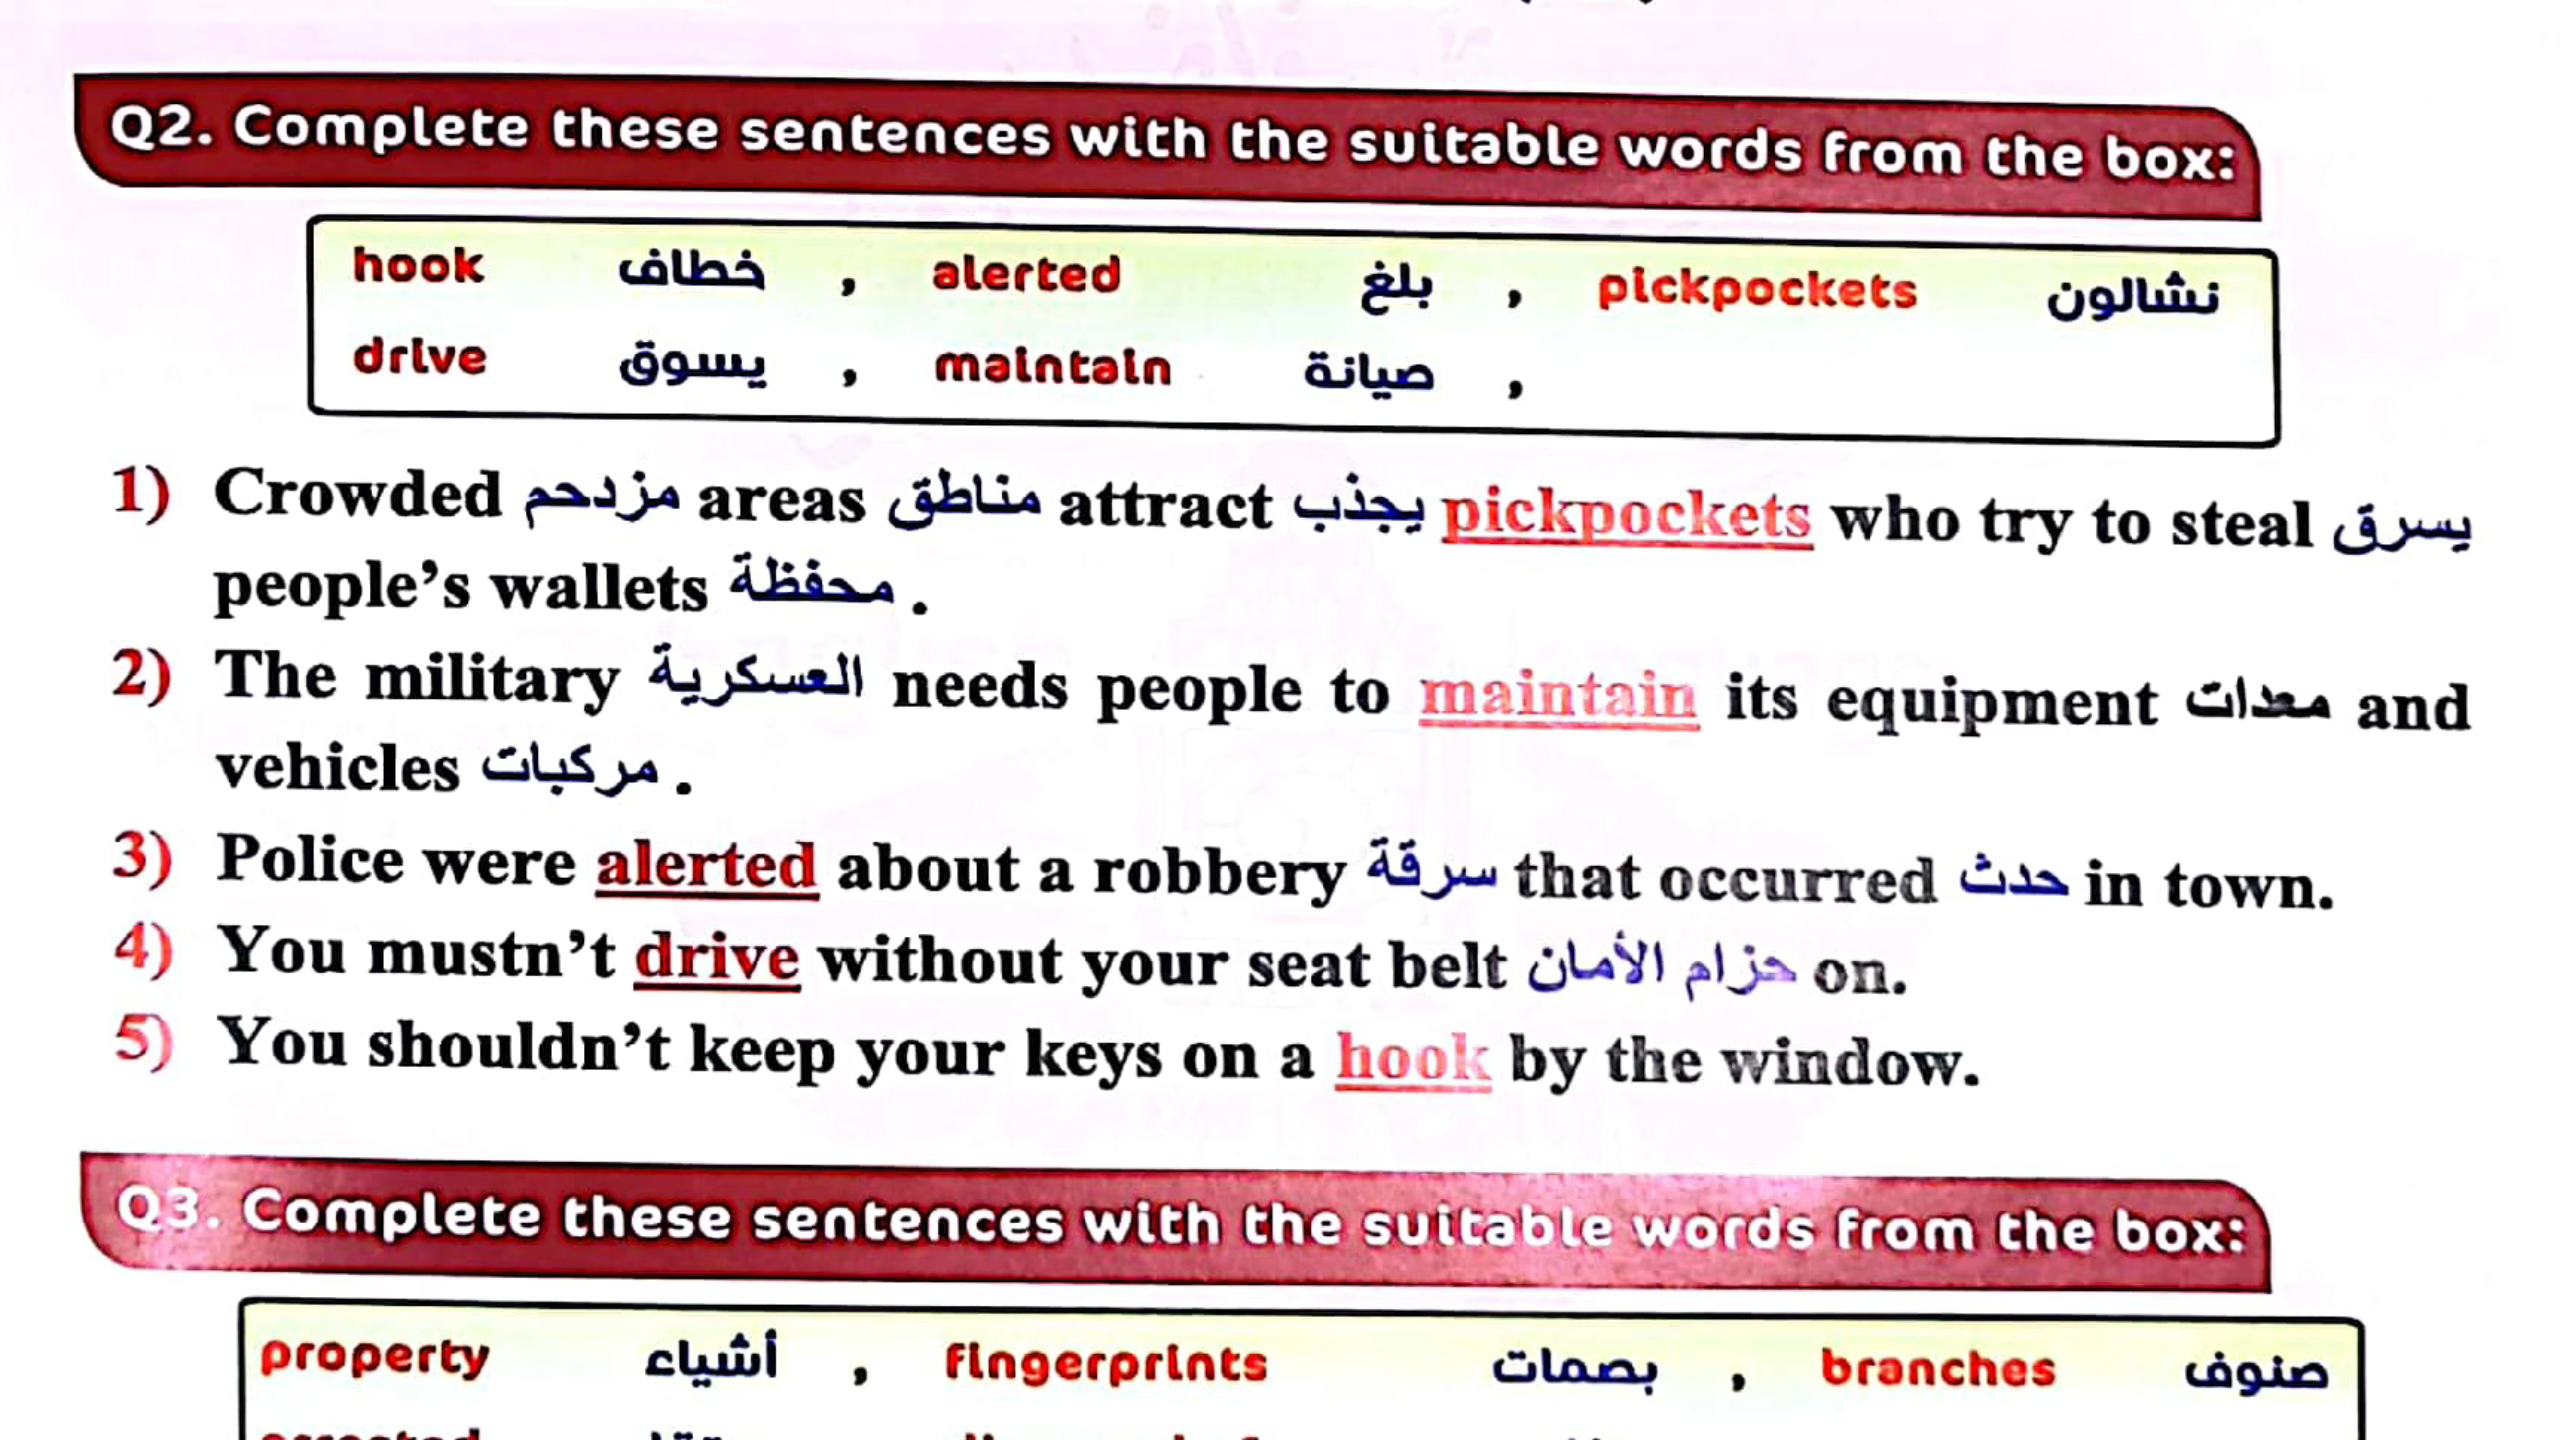 Q2. Complete these sentences with the suitable words from the box:
hook خطاف , alerted بلغ , pickpockets نشالون
drive يسوق , maintain صيانة ,
1) Crowded مزدحم areas مناطق attract يجذب pickpockets who try to steal يسرق
people’s wallets محفظة .
2) The military العسكرية needs people to maintain its equipment معدات and
vehicles مركبات .
3) Police were alerted about a robbery سرقة that occurred حدث in town.
4) You mustn’t drive without your seat belt حزام الأمان on.
5) You shouldn’t keep your keys on a hook by the window.
Q3. Complete these sentences with the suitable words from the box:
property أشياء , fingerprints بصمات , branches صنوف